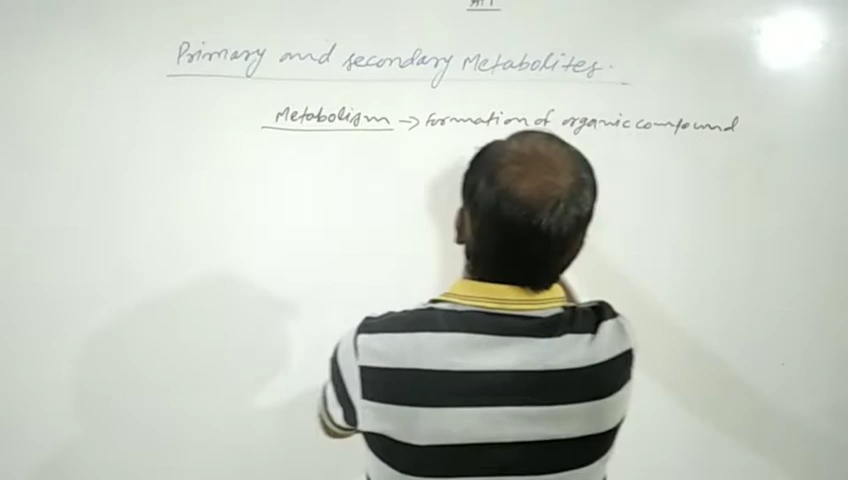 Primary and secondary Metabolites.
Metabolism → Formation of organic compound